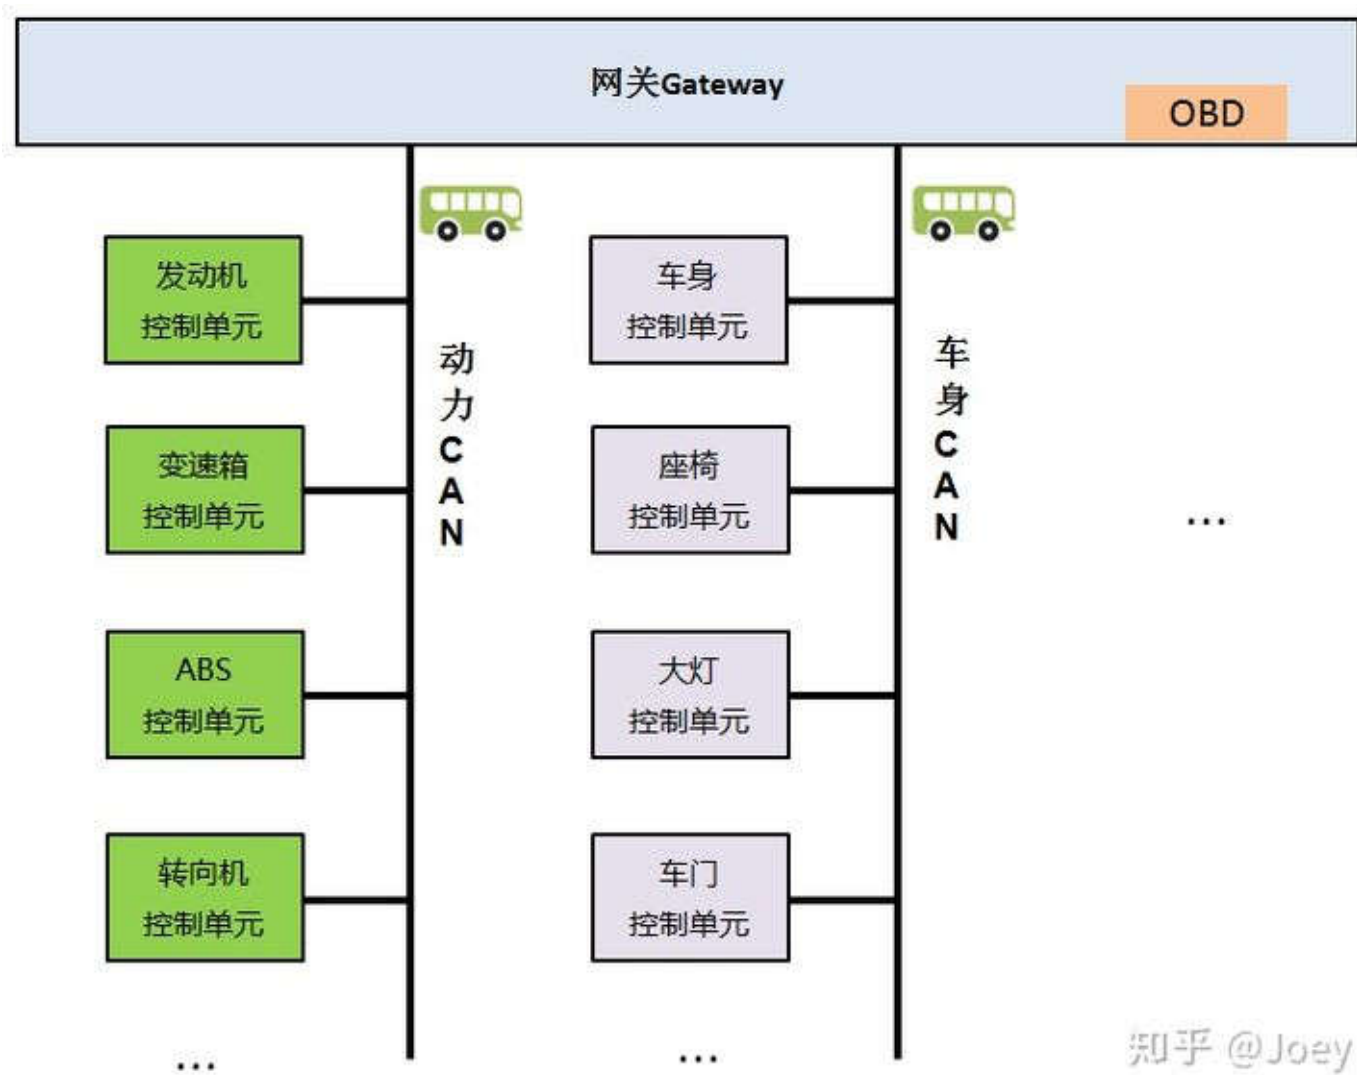 网关Gateway
OBD
发动机
控制单元
变速箱
控制单元
ABS
控制单元
转向机
控制单元
...
动
力
C
A
N
车身
控制单元
座椅
控制单元
大灯
控制单元
车门
控制单元
...
车
身
C
A
N
...
知乎 @Joey